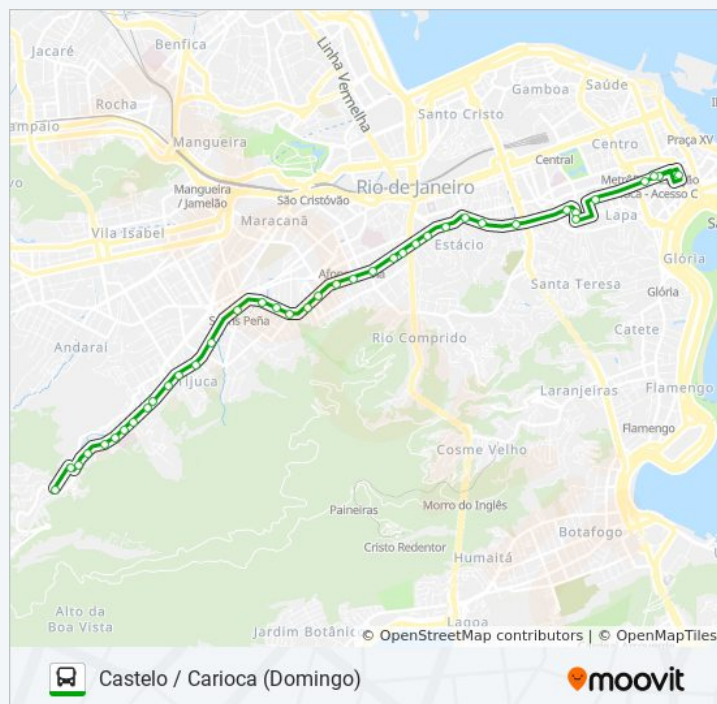 Jacaré
Benfica
Linha Vermelha
Gamboa
Saúde
Rocha
Santo Cristo
Centro
Praça XV
Mangueira
Central
Mangueira
/ Jamelão
São Cristóvão
Rio de Janeiro
Acesso C
Lapa
Maracanã
Vila Isabel
Estácio
Glória
Santa Teresa
Glória
Andaraí
Rio Comprido
Catete
Laranjeiras
Flamengo
Flamengo
Cosme Velho
Morro do Inglês
Paineiras
Botafogo
Cristo Redentor
Humaitá
Alto da
Boa Vista
Lagoa
Jardim Botânic
© OpenStreetMap contributors | © OpenMapTiles
Castelo / Carioca (Domingo)
moovit